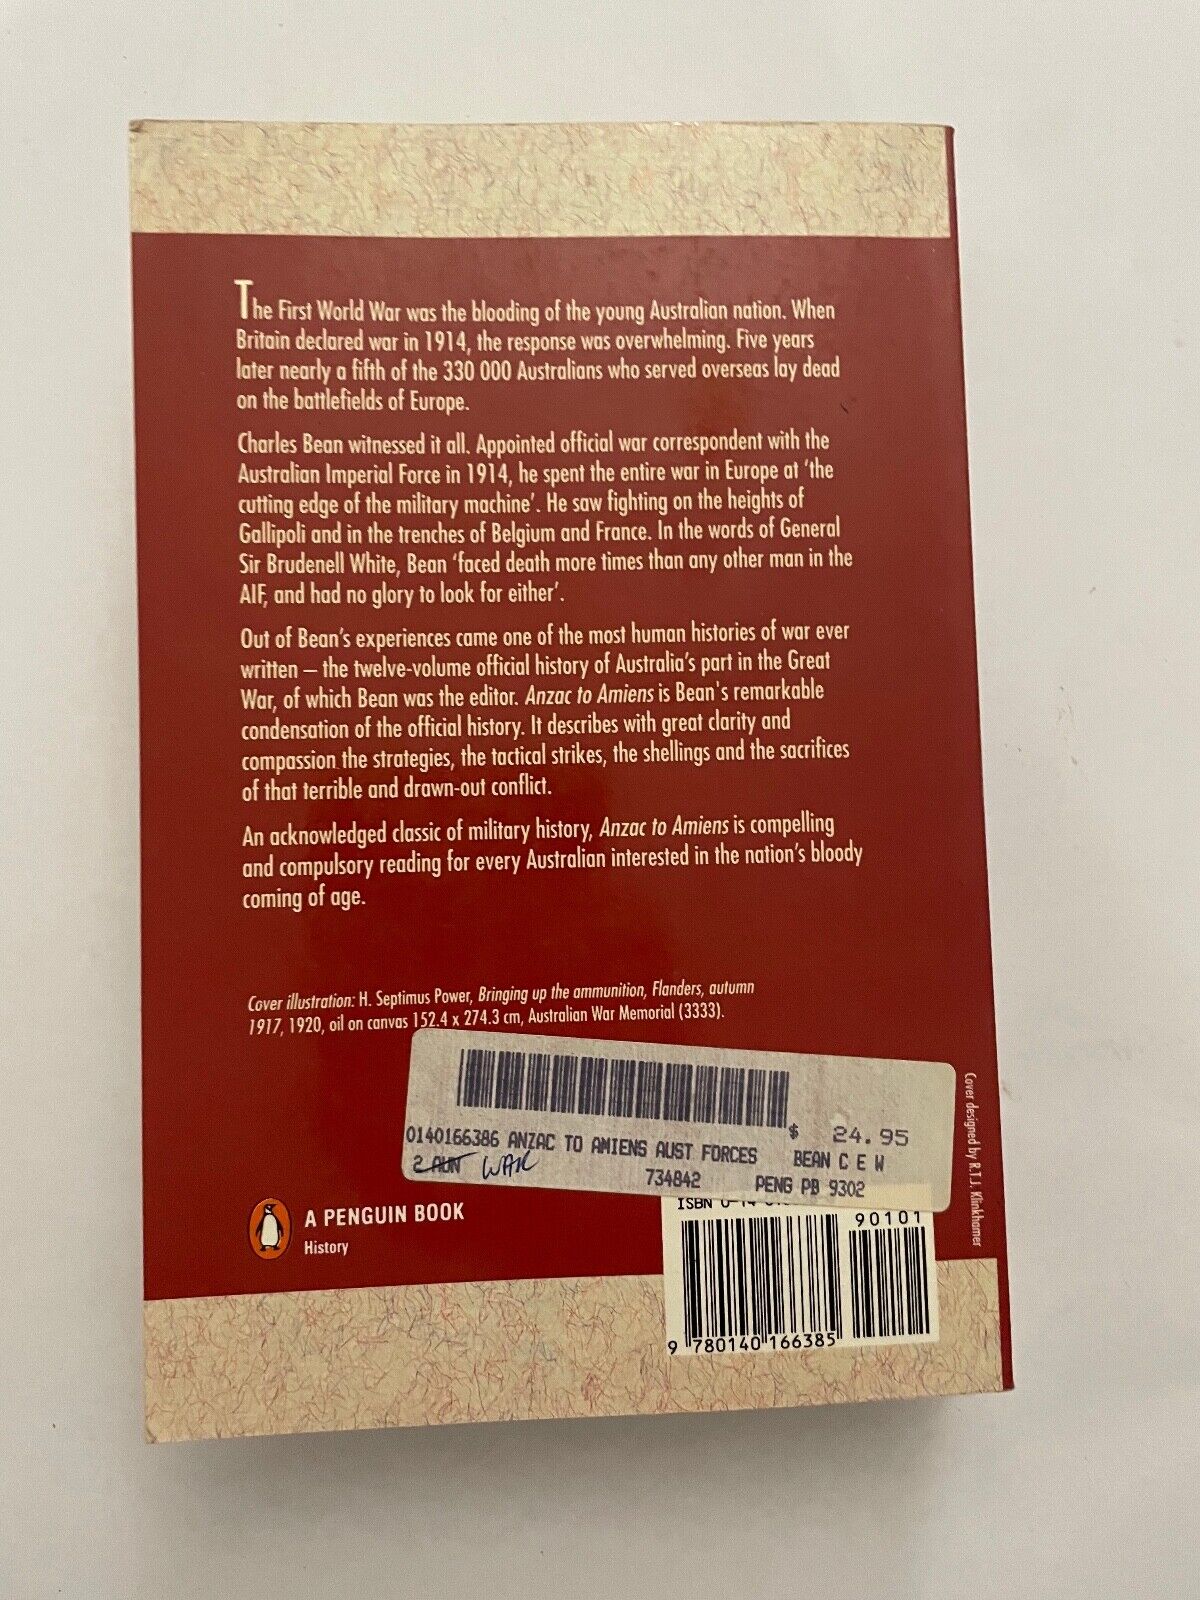 The First World War was the blooding of the young Australian nation. When
Britain declared war in 1914, the response was overwhelming. Five years
later nearly a fifth of the 330 000 Australians who served overseas lay dead
on the battlefields of Europe.
Charles Bean witnessed it all. Appointed official war correspondent with the
Australian Imperial Force in 1914, he spent the entire war in Europe at ‘the
cutting edge of the military machine’. He saw fighting on the heights of
Gallipoli and in the trenches of Belgium and France. In the words of General
Sir Brudenell White, Bean ‘faced death more times than any other man in the
AIF, and had no glory to look for either’.
Out of Bean’s experiences came one of the most human histories of war ever
written – the twelve-volume official history of Australia’s part in the Great
War, of which Bean was the editor. Anzac to Amiens is Bean's remarkable
condensation of the official history. It describes with great clarity and
compassion the strategies, the tactical strikes, the shellings and the sacrifices
of that terrible and drawn-out conflict.
An acknowledged classic of military history, Anzac to Amiens is compelling
and compulsory reading for every Australian interested in the nation’s bloody
coming of age.
Cover illustration: H. Septimus Power, Bringing up the ammunition, Flanders, autumn
1917, 1920, oil on canvas 152.4 x 274.3 cm, Australian War Memorial (3333).
$ 24.95
0140166386 ANZAC TO AMIENS AUST FORCES BEAN C E W
2 AUN WAR 734842 PENG PB 9302
Cover designed by R.T.J. Klinkhamer
A PENGUIN BOOK
History
ISBN 0-14
90101
9 780140 166385